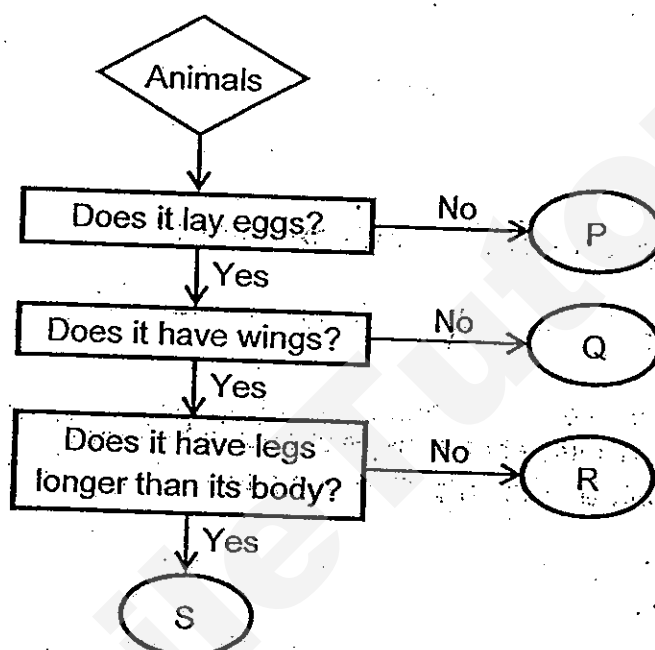 Animals
Does it lay eggs?
No
P
Yes
Does it have wings?
No
Q
Yes
Does it have legs
longer than its body?
No
R
Yes
S